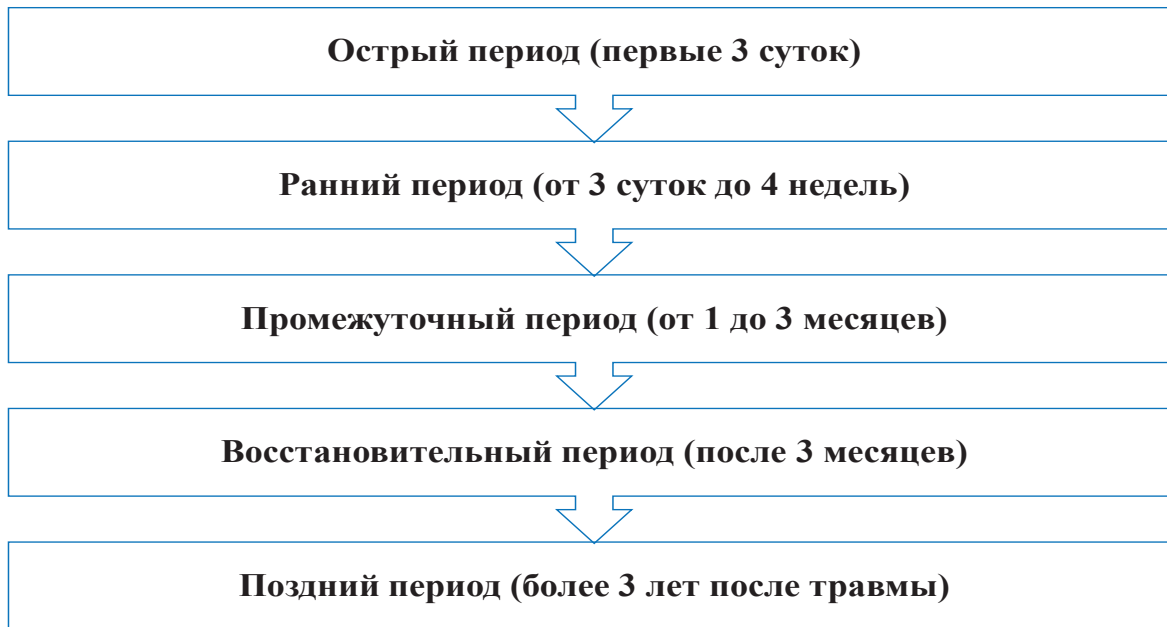 Острый период (первые 3 суток)
Ранний период (от 3 суток до 4 недель)
Промежуточный период (от 1 до 3 месяцев)
Восстановительный период (после 3 месяцев)
Поздний период (более 3 лет после травмы)